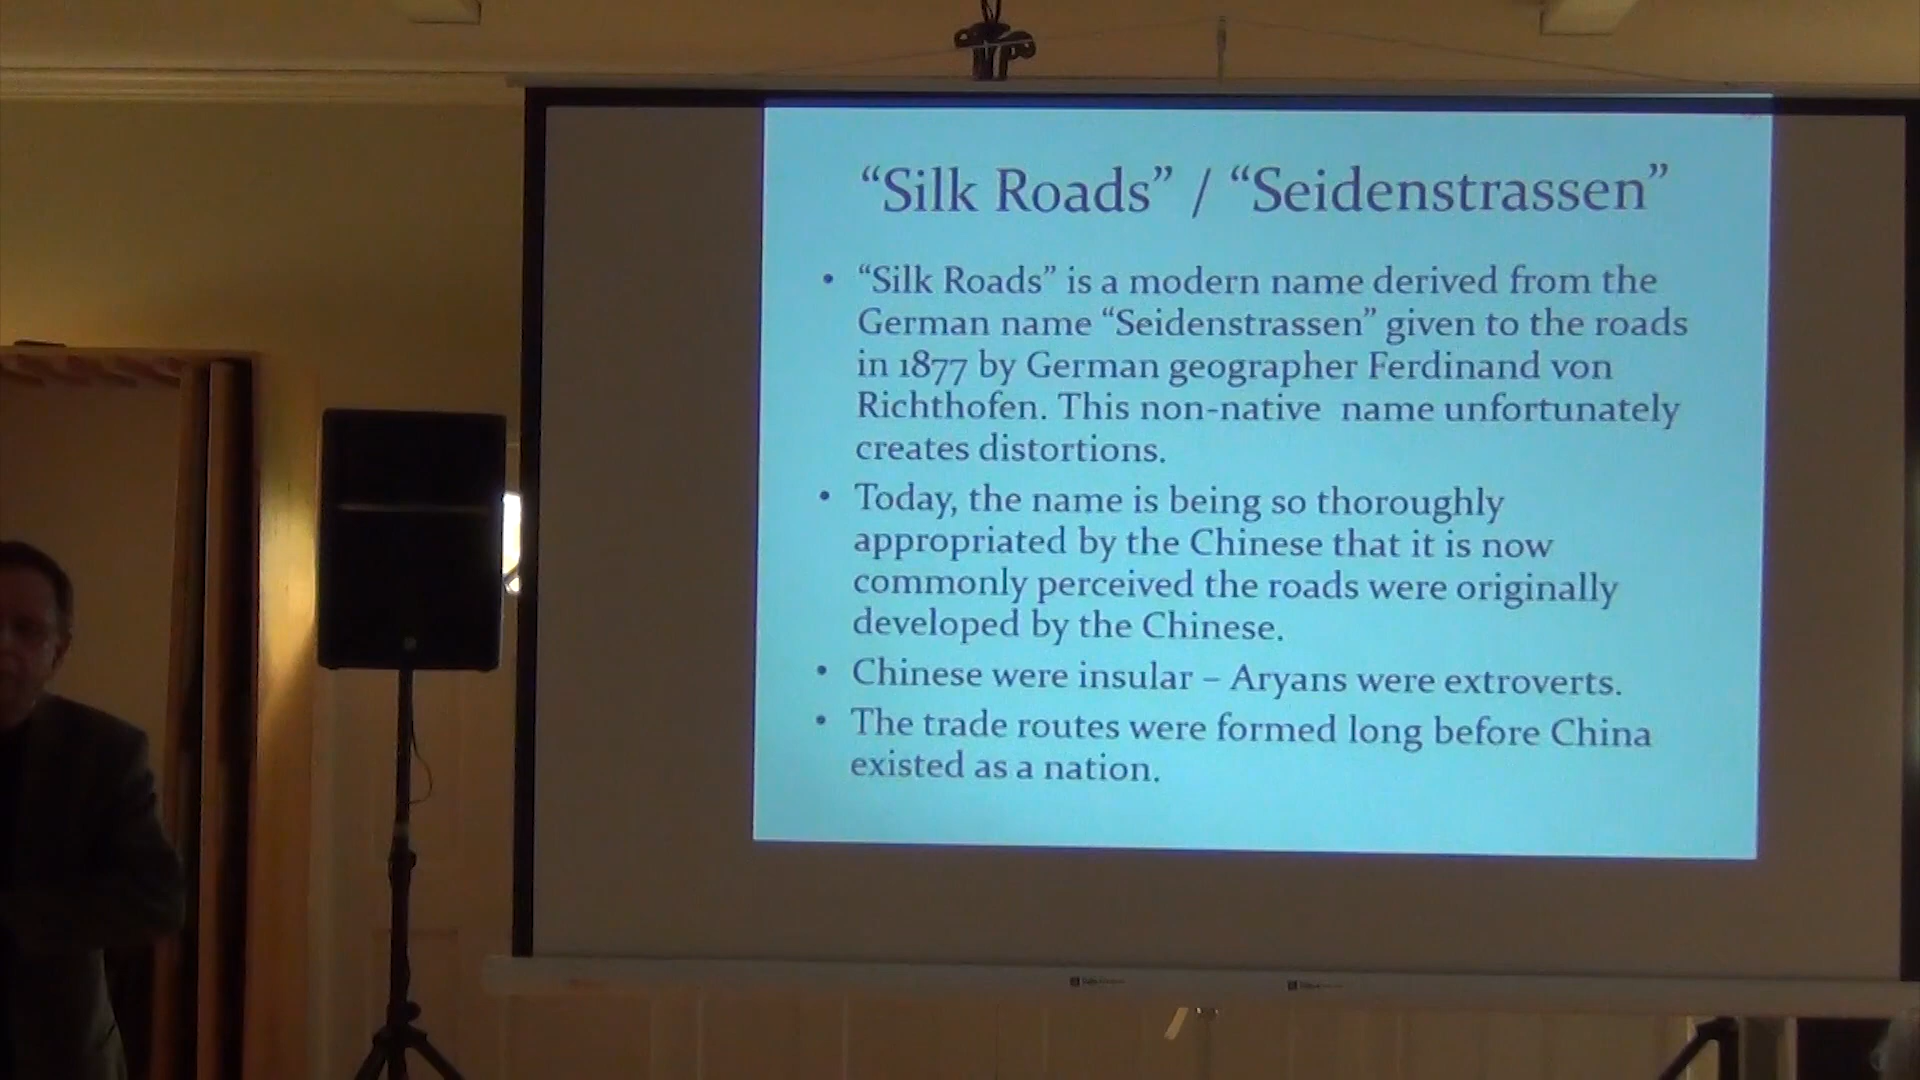 “Silk Roads” / “Seidenstrassen”
• “Silk Roads” is a modern name derived from the
German name “Seidenstrassen” given to the roads
in 1877 by German geographer Ferdinand von
Richthofen. This non-native name unfortunately
creates distortions.
• Today, the name is being so thoroughly
appropriated by the Chinese that it is now
commonly perceived the roads were originally
developed by the Chinese.
• Chinese were insular – Aryans were extroverts.
• The trade routes were formed long before China
existed as a nation.